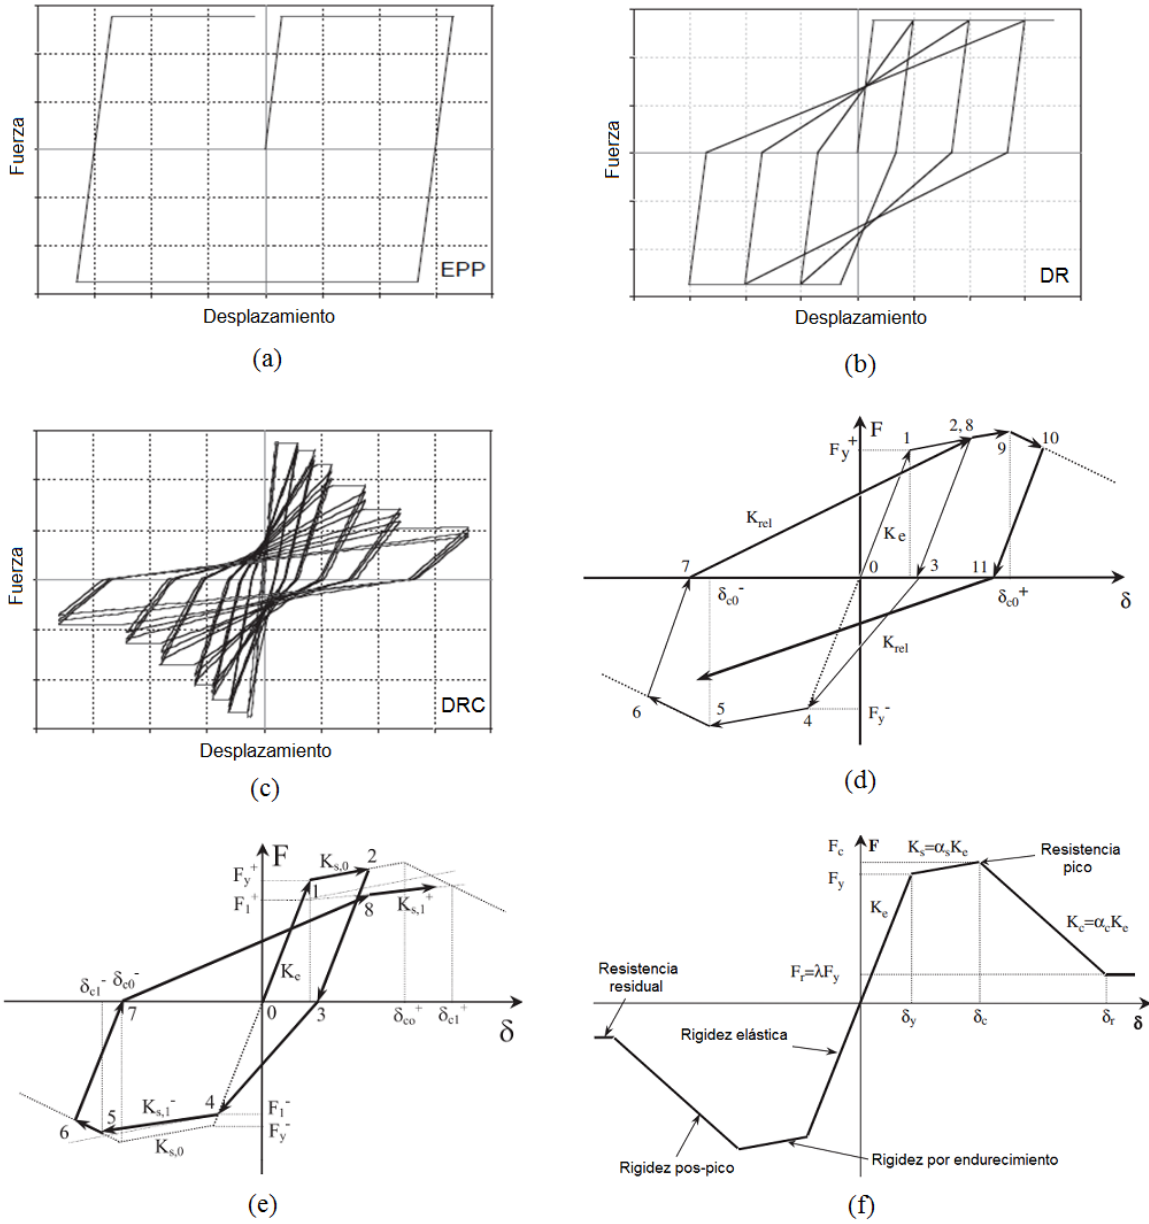 Fuerza
EPP
Desplazamiento
(a)
Fuerza
DR
Desplazamiento
(b)
Fuerza
DRC
Desplazamiento
(c)
F
Fy+
1
2, 8
9
10
Krel
Ke
7
0
3
11
δc0-
δc0+
δ
Krel
6
5
4
Fy-
(d)
F
Fy+
F1+
Ks,0
1
2
8
Ks,1+
Ke
δc1-
δc0-
7
0
3
δco+
δc1+
δ
6
5
Ks,1-
4
F1-
Fy-
Ks,0
(e)
Fc
F
Ks=αsKe
Resistencia
pico
Fy
Ke
Kc=αcKe
Fr=λFy
Resistencia
residual
δy
δc
δr
δ
Rigidez elástica
Rigidez pos-pico
Rigidez por endurecimiento
(f)